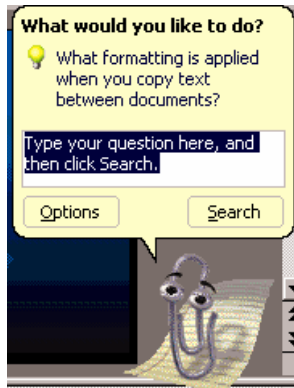 What would you like to do?
What formatting is applied
when you copy text
between documents?
Type your question here, and
then click Search.
Options
Search